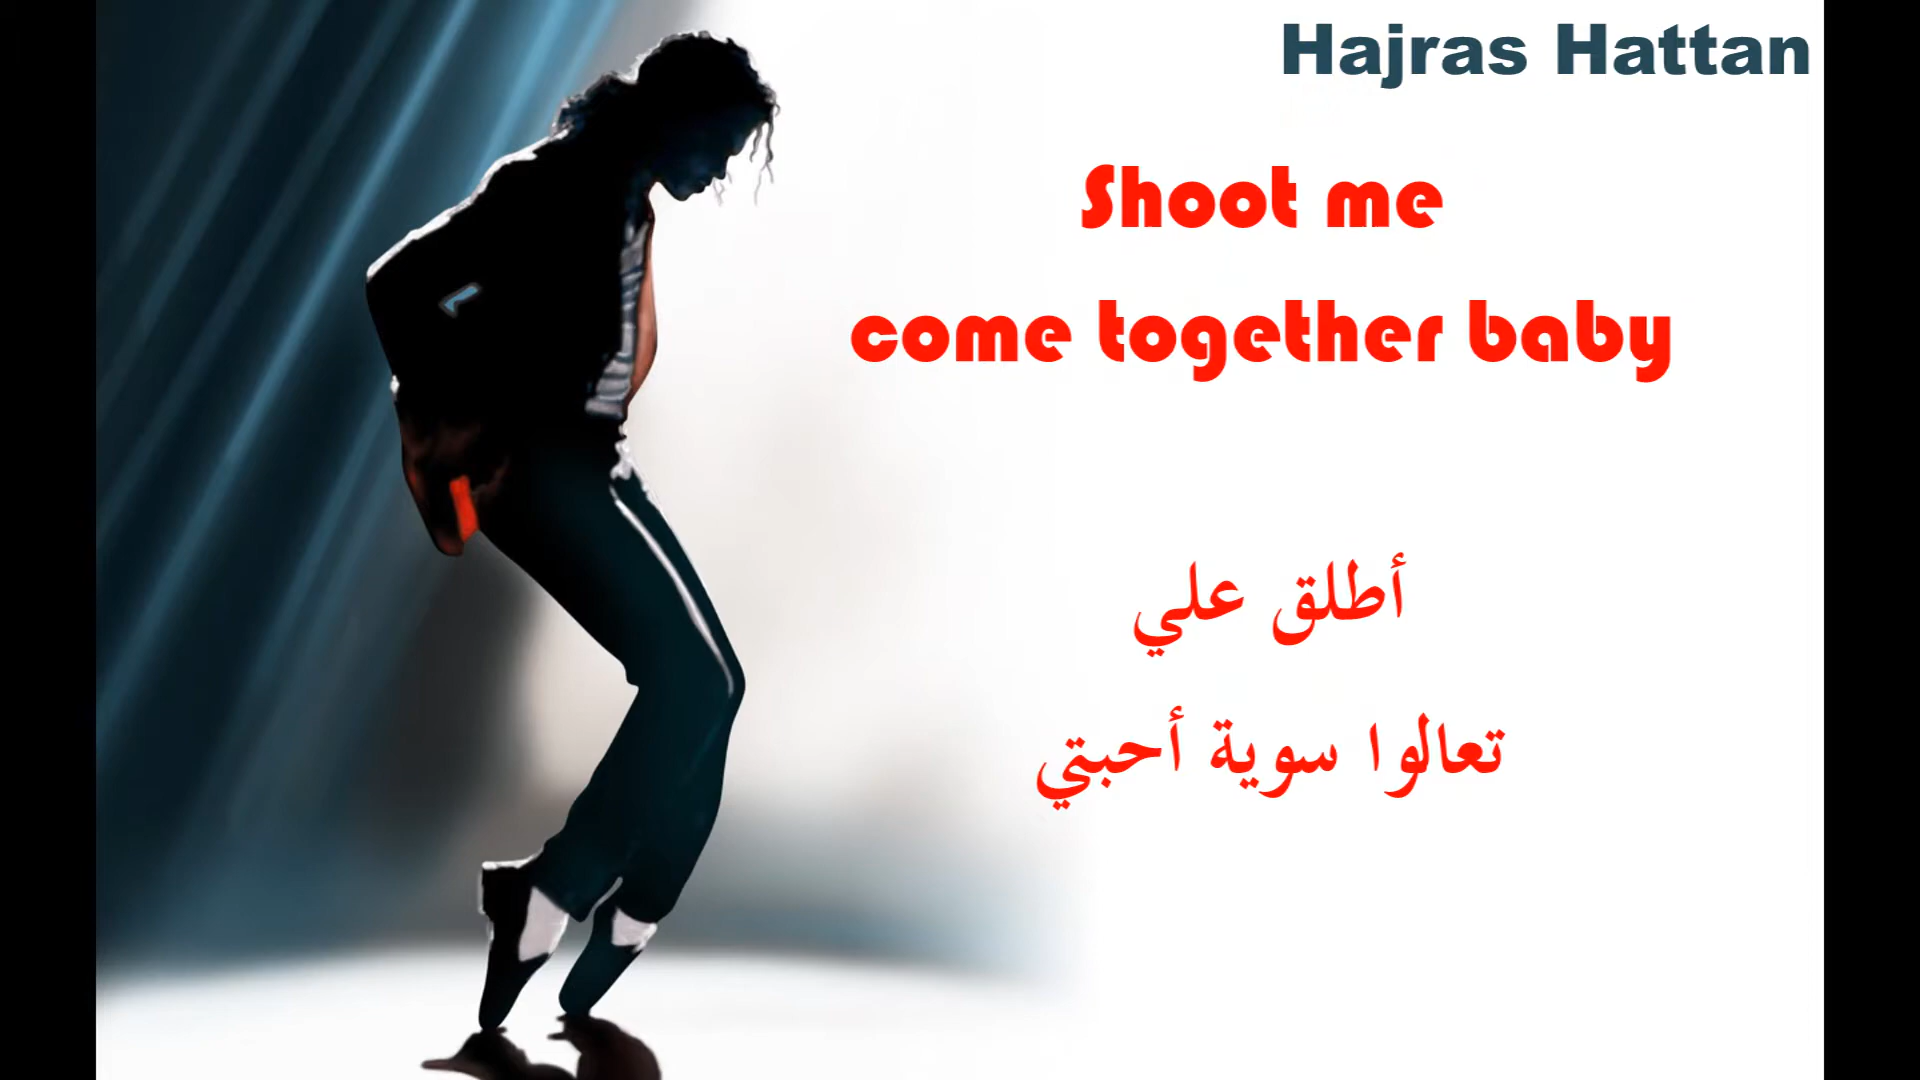 Hajras Hattan
Shoot me
come together baby
أطلق علي
تعالوا سوية أحبتي